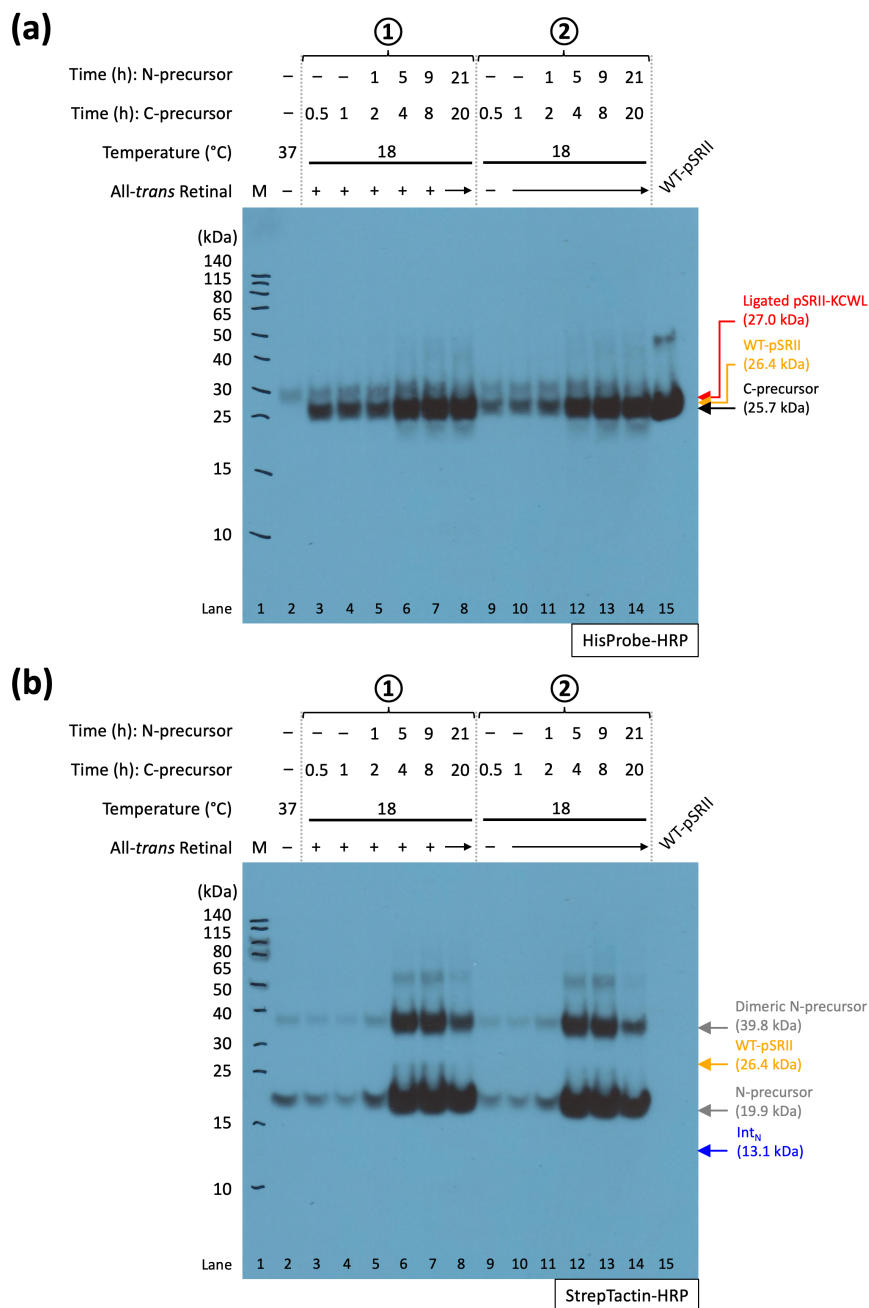 (a)
① ②
Time (h): N-precursor – – – 1 5 9 21 – – 1 5 9 21
Time (h): C-precursor – 0.5 1 2 4 8 20 0.5 1 2 4 8 20
Temperature (°C) 37 18 18 WT-pSRII
All-trans Retinal M – + + + + + –
(kDa)
140
115
80
65
50
40
30
25
15
10
Ligated pSRII-KCWL
(27.0 kDa)
WT-pSRII
(26.4 kDa)
C-precursor
(25.7 kDa)
Lane 1 2 3 4 5 6 7 8 9 10 11 12 13 14 15
HisProbe-HRP
(b)
① ②
Time (h): N-precursor – – – 1 5 9 21 – – 1 5 9 21
Time (h): C-precursor – 0.5 1 2 4 8 20 0.5 1 2 4 8 20
Temperature (°C) 37 18 18 WT-pSRII
All-trans Retinal M – + + + + + –
(kDa)
140
115
80
65
50
40
30
25
15
10
Dimeric N-precursor
(39.8 kDa)
WT-pSRII
(26.4 kDa)
N-precursor
(19.9 kDa)
IntN
(13.1 kDa)
Lane 1 2 3 4 5 6 7 8 9 10 11 12 13 14 15
StrepTactin-HRP